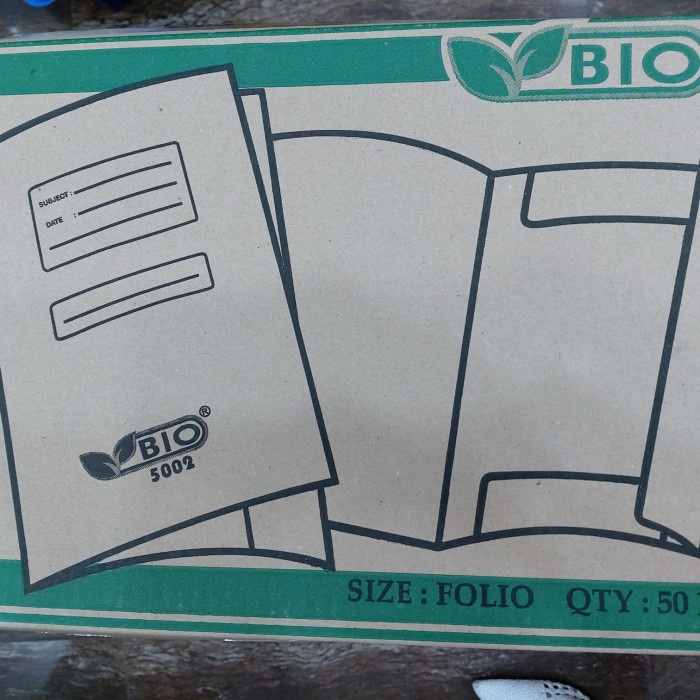 BIO
SUBJECT :
DATE :
BIO ®
5002
SIZE : FOLIO QTY : 50